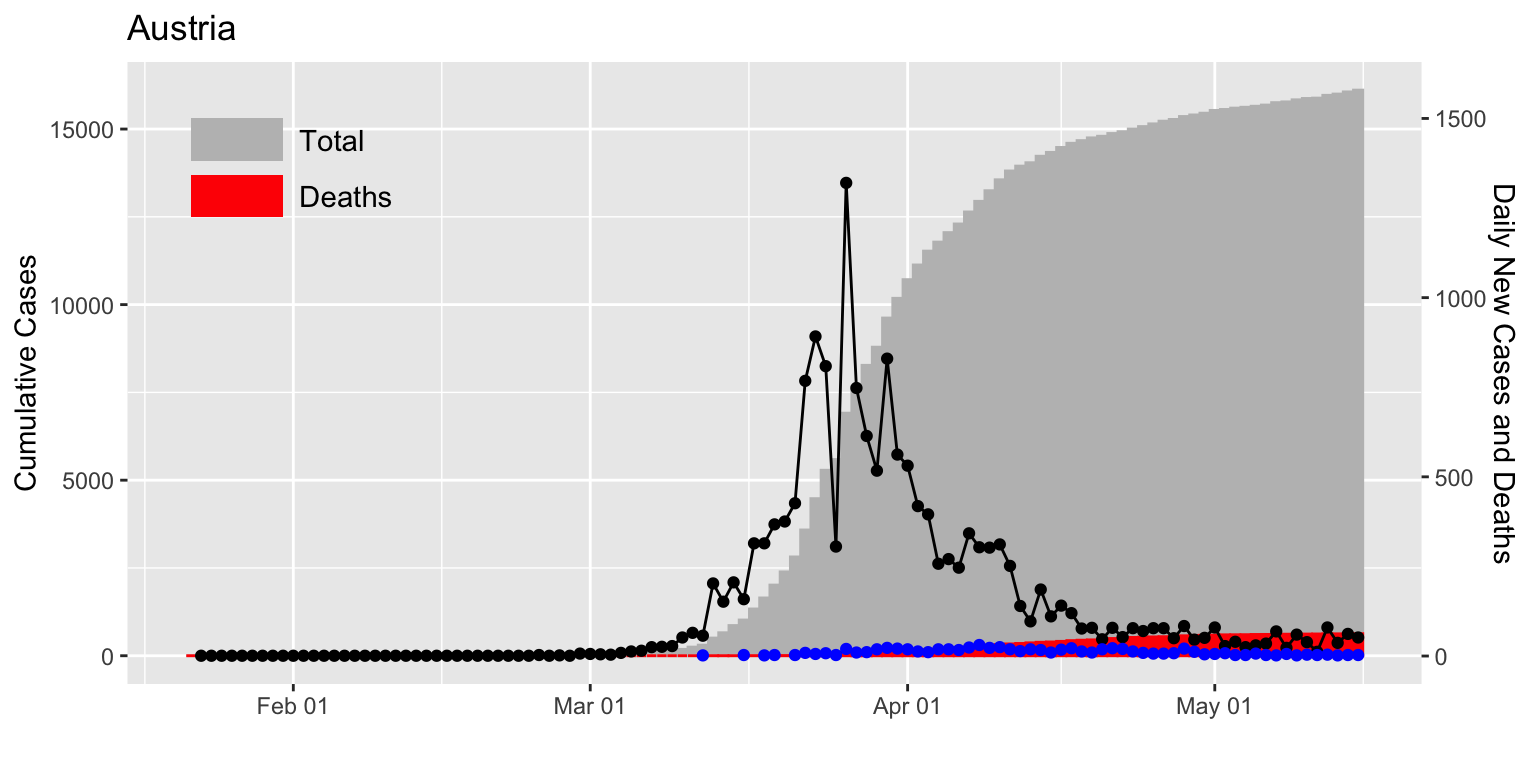 Austria
Total
Deaths
Cumulative Cases
15000
10000
5000
0
1500
1000
500
0
Daily New Cases and Deaths
Feb 01
Mar 01
Apr 01
May 01